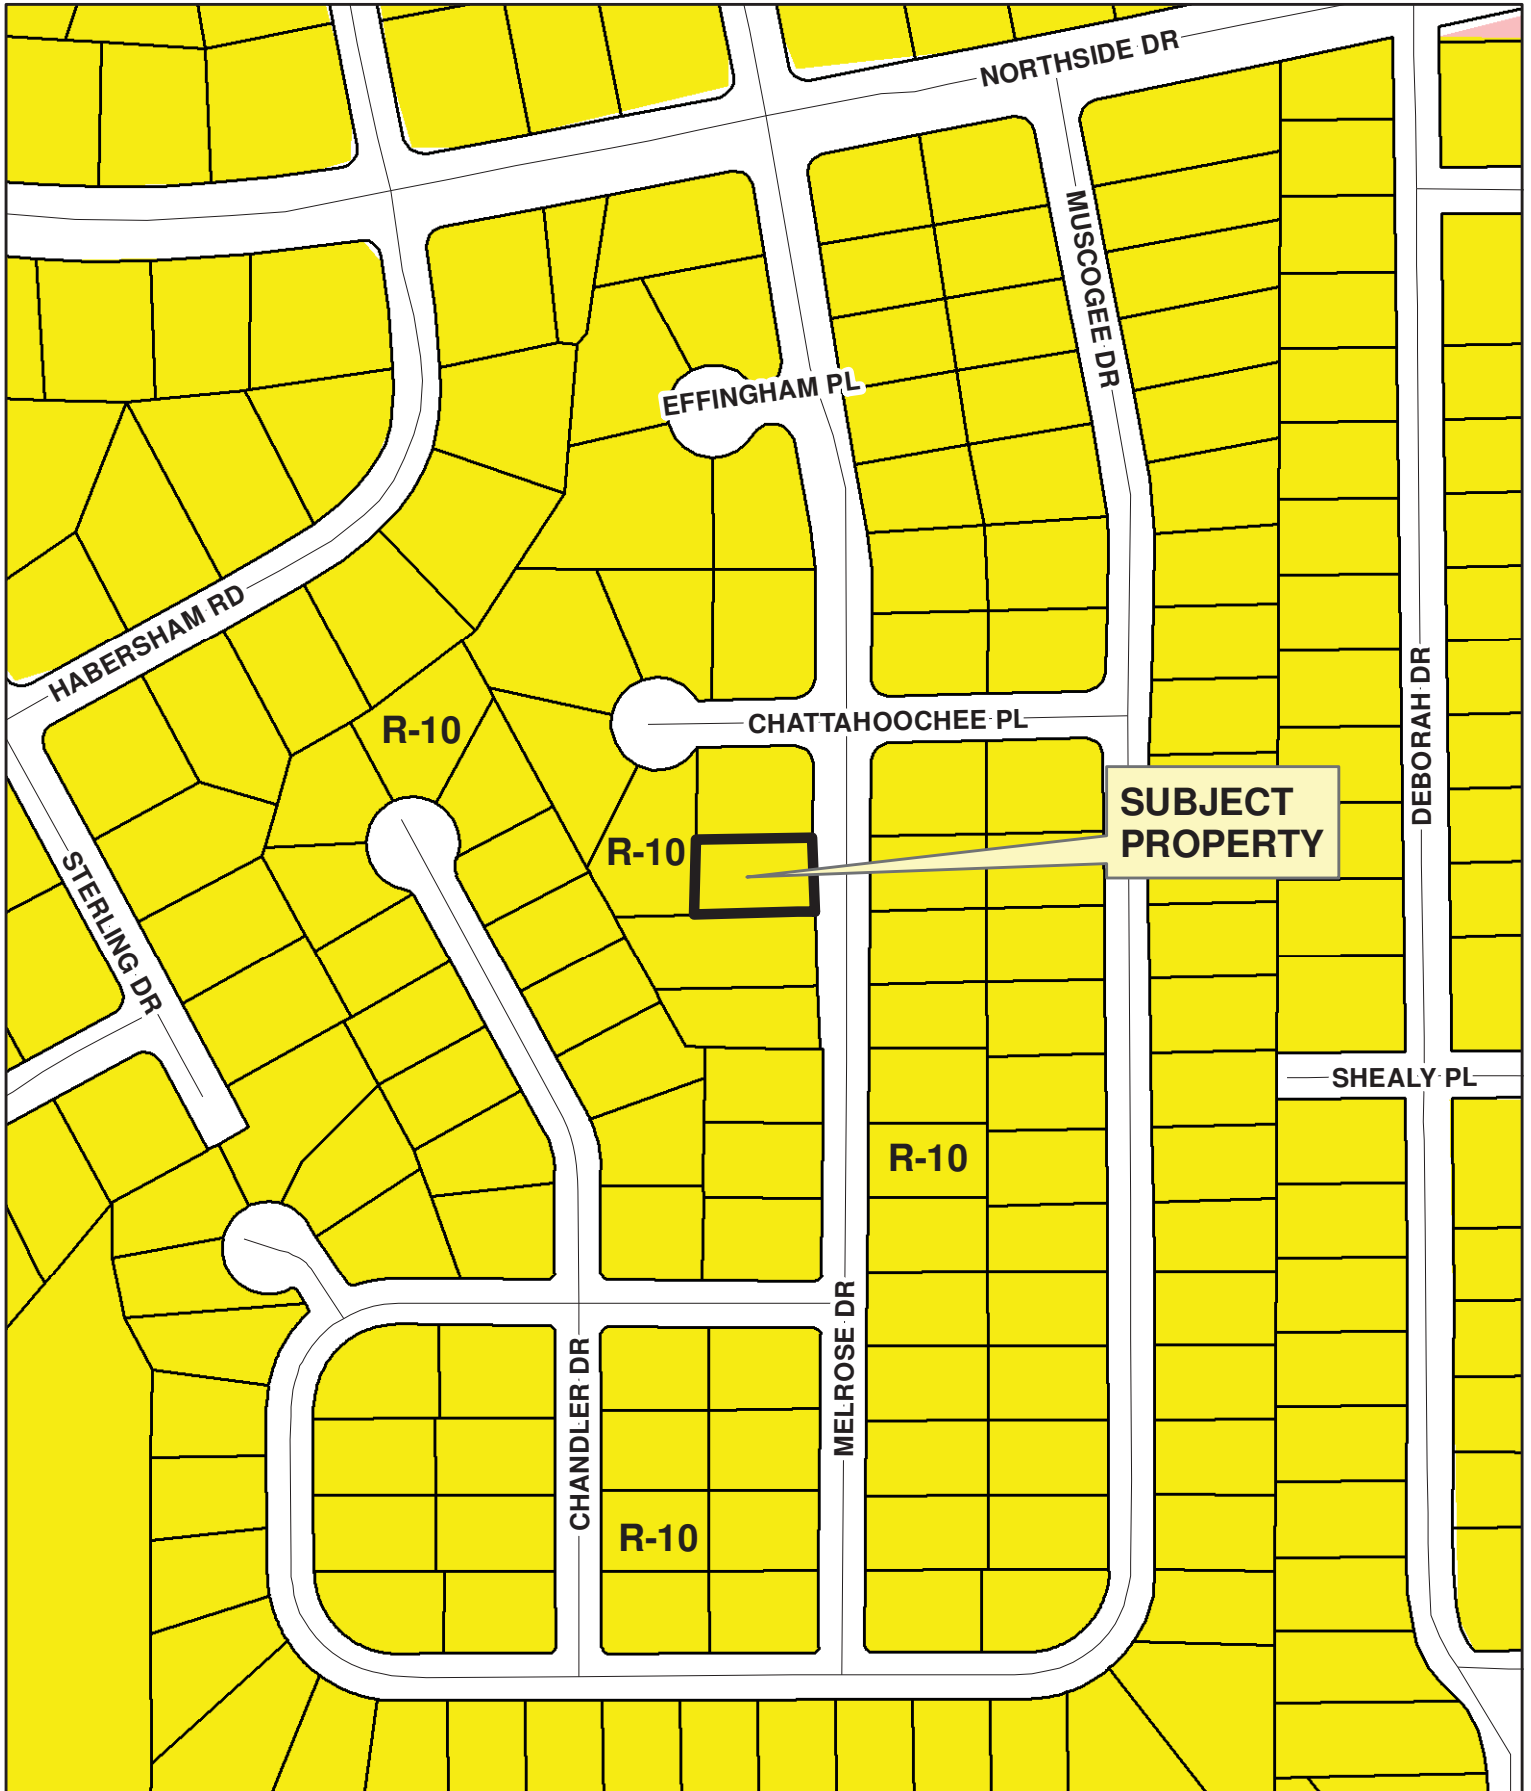 NORTHSIDE DR
MUSCOGEE DR
EFFINGHAM PL
HABERSHAM RD
DEBORAH DR
R-10
CHATTAHOOCHEE PL
SUBJECT
PROPERTY
R-10
STERLING DR
SHEALY PL
R-10
MELROSE DR
CHANDLER DR
R-10